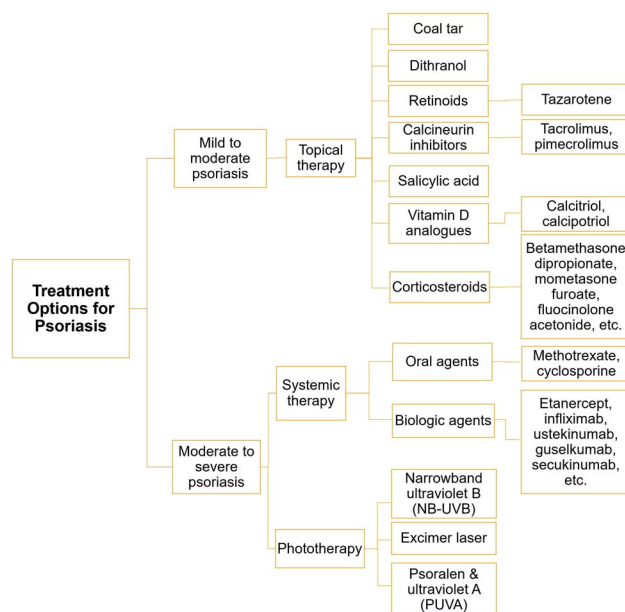 Treatment
Options for
Psoriasis
Mild to
moderate
psoriasis
Topical
therapy
Coal tar
Dithranol
Retinoids
Tazarotene
Calcineurin
inhibitors
Tacrolimus,
pimecrolimus
Salicylic acid
Vitamin D
analogues
Calcitriol,
calcipotriol
Corticosteroids
Betamethasone
dipropionate,
mometasone
furoate,
fluocinolone
acetonide, etc.
Moderate to
severe
psoriasis
Systemic
therapy
Oral agents
Methotrexate,
cyclosporine
Biologic agents
Etanercept,
infliximab,
ustekinumab,
guselkumab,
secukinumab,
etc.
Phototherapy
Narrowband
ultraviolet B
(NB-UVB)
Excimer laser
Psoralen &
ultraviolet A
(PUVA)